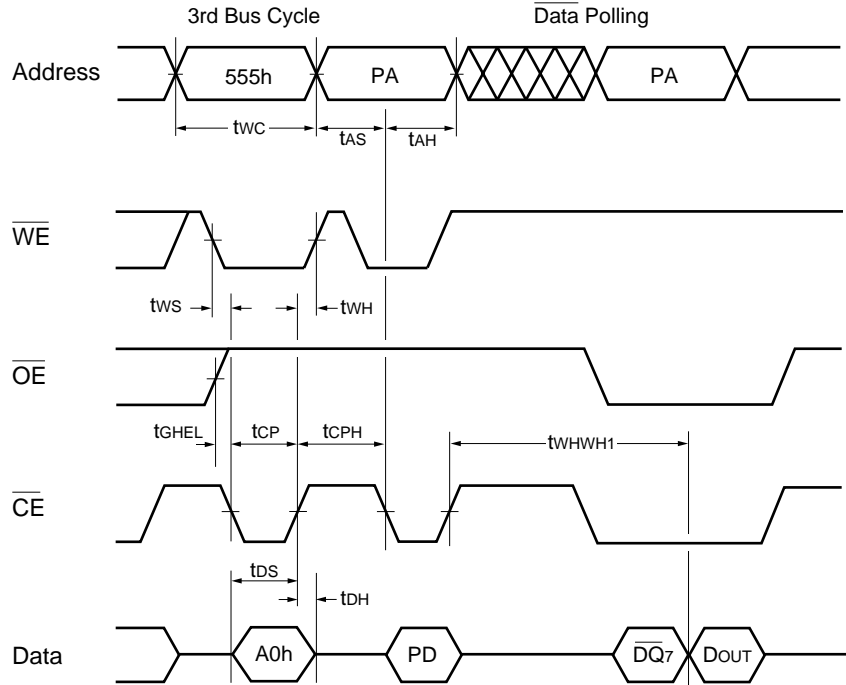 3rd Bus Cycle
Data Polling
Address
555h
PA
PA
tWC
tAS
tAH
WE
tWS
tWH
OE
tGHEL
tCP
tCPH
tWHWH1
CE
tDS
tDH
Data
A0h
PD
DQ7
DOUT